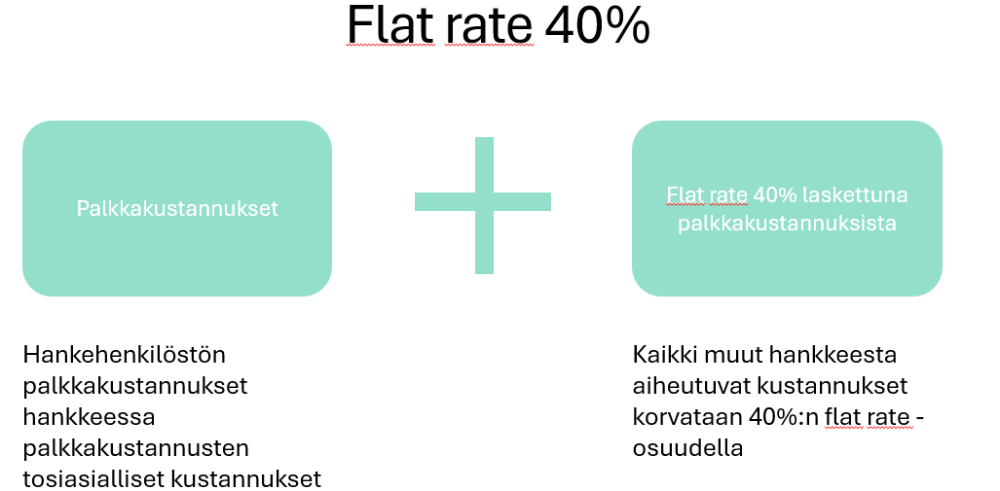 Flat rate 40%
Palkkakustannukset
Flat rate 40% laskettuna
palkkakustannuksista
Hankehenkilöstön
palkkakustannukset
hankkeessa
palkkakustannusten
tosiasialliset kustannukset
Kaikki muut hankkeesta
aiheutuvat kustannukset
korvataan 40%:n flat rate -
osuudella